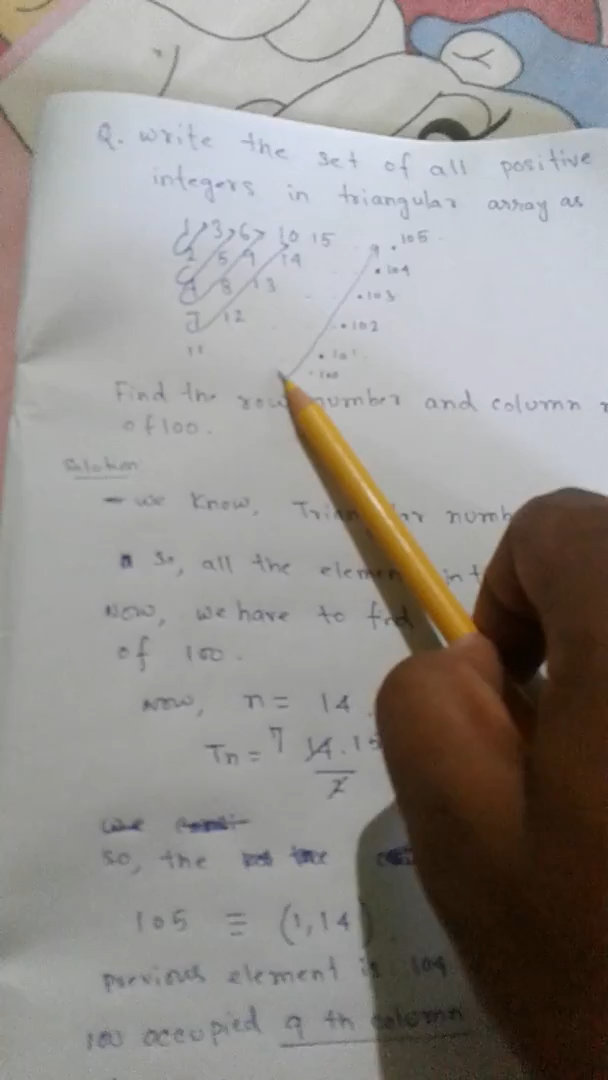 Q. Write the set of all positive
integers in triangular array as
1 3 6 10 15 . 105
2 5 9 14 . 104
4 8 13 . 103
7 12 . 102
11 . 101
. 100
Find the row number and column
of 100.
Solution
- We know, numb
So, all the in
Now, we have to find
of 100.
Now, n = 14
Tn = 7 14.15
2
So, the
105 ≡ (1,14)
previous element is 104
100 occupied 9 th column